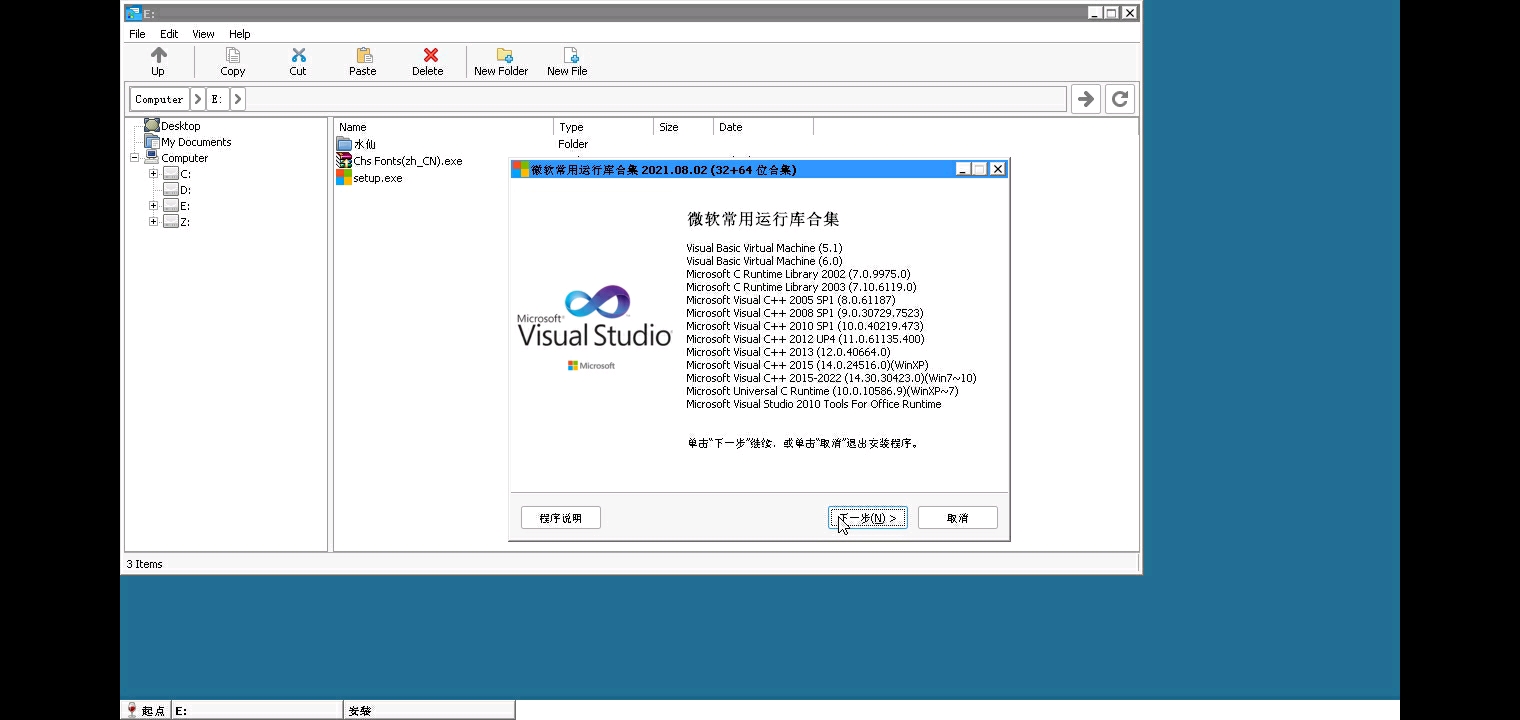 E:
File Edit View Help
Up Copy Cut Paste Delete New Folder New File
Computer > E: >
Desktop
My Documents
Computer
C:
D:
E:
Z:
Name Type Size Date
水仙 Folder
Chs Fonts(zh_CN).exe
setup.exe
微软常用运行库合集 2021.08.02 (32+64 位合集)
微软常用运行库合集
Visual Basic Virtual Machine (5.1)
Visual Basic Virtual Machine (6.0)
Microsoft C Runtime Library 2002 (7.0.9975.0)
Microsoft C Runtime Library 2003 (7.10.6119.0)
Microsoft Visual C++ 2005 SP1 (8.0.61187)
Microsoft Visual C++ 2008 SP1 (9.0.30729.7523)
Microsoft Visual C++ 2010 SP1 (10.0.40219.473)
Microsoft Visual C++ 2012 UP4 (11.0.61135.400)
Microsoft Visual C++ 2013 (12.0.40664.0)
Microsoft Visual C++ 2015 (14.0.24516.0)(WinXP)
Microsoft Visual C++ 2015-2022 (14.30.30423.0)(Win7~10)
Microsoft Universal C Runtime (10.0.10586.9)(WinXP~7)
Microsoft Visual Studio 2010 Tools For Office Runtime
Microsoft
Visual Studio
Microsoft
单击“下一步”继续，或单击“取消”退出安装程序。
程序说明 下一步(N) > 取消
3 Items
起点 E: 安装